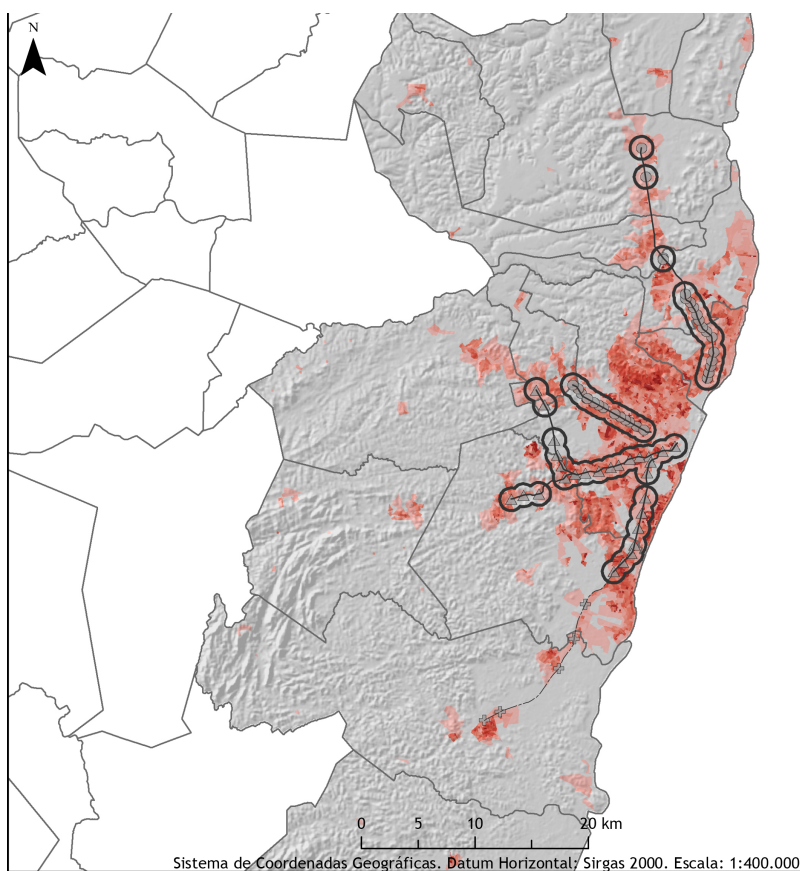 N
0 5 10 20 km
Sistema de Coordenadas Geográficas. Datum Horizontal: Sirgas 2000. Escala: 1:400.000